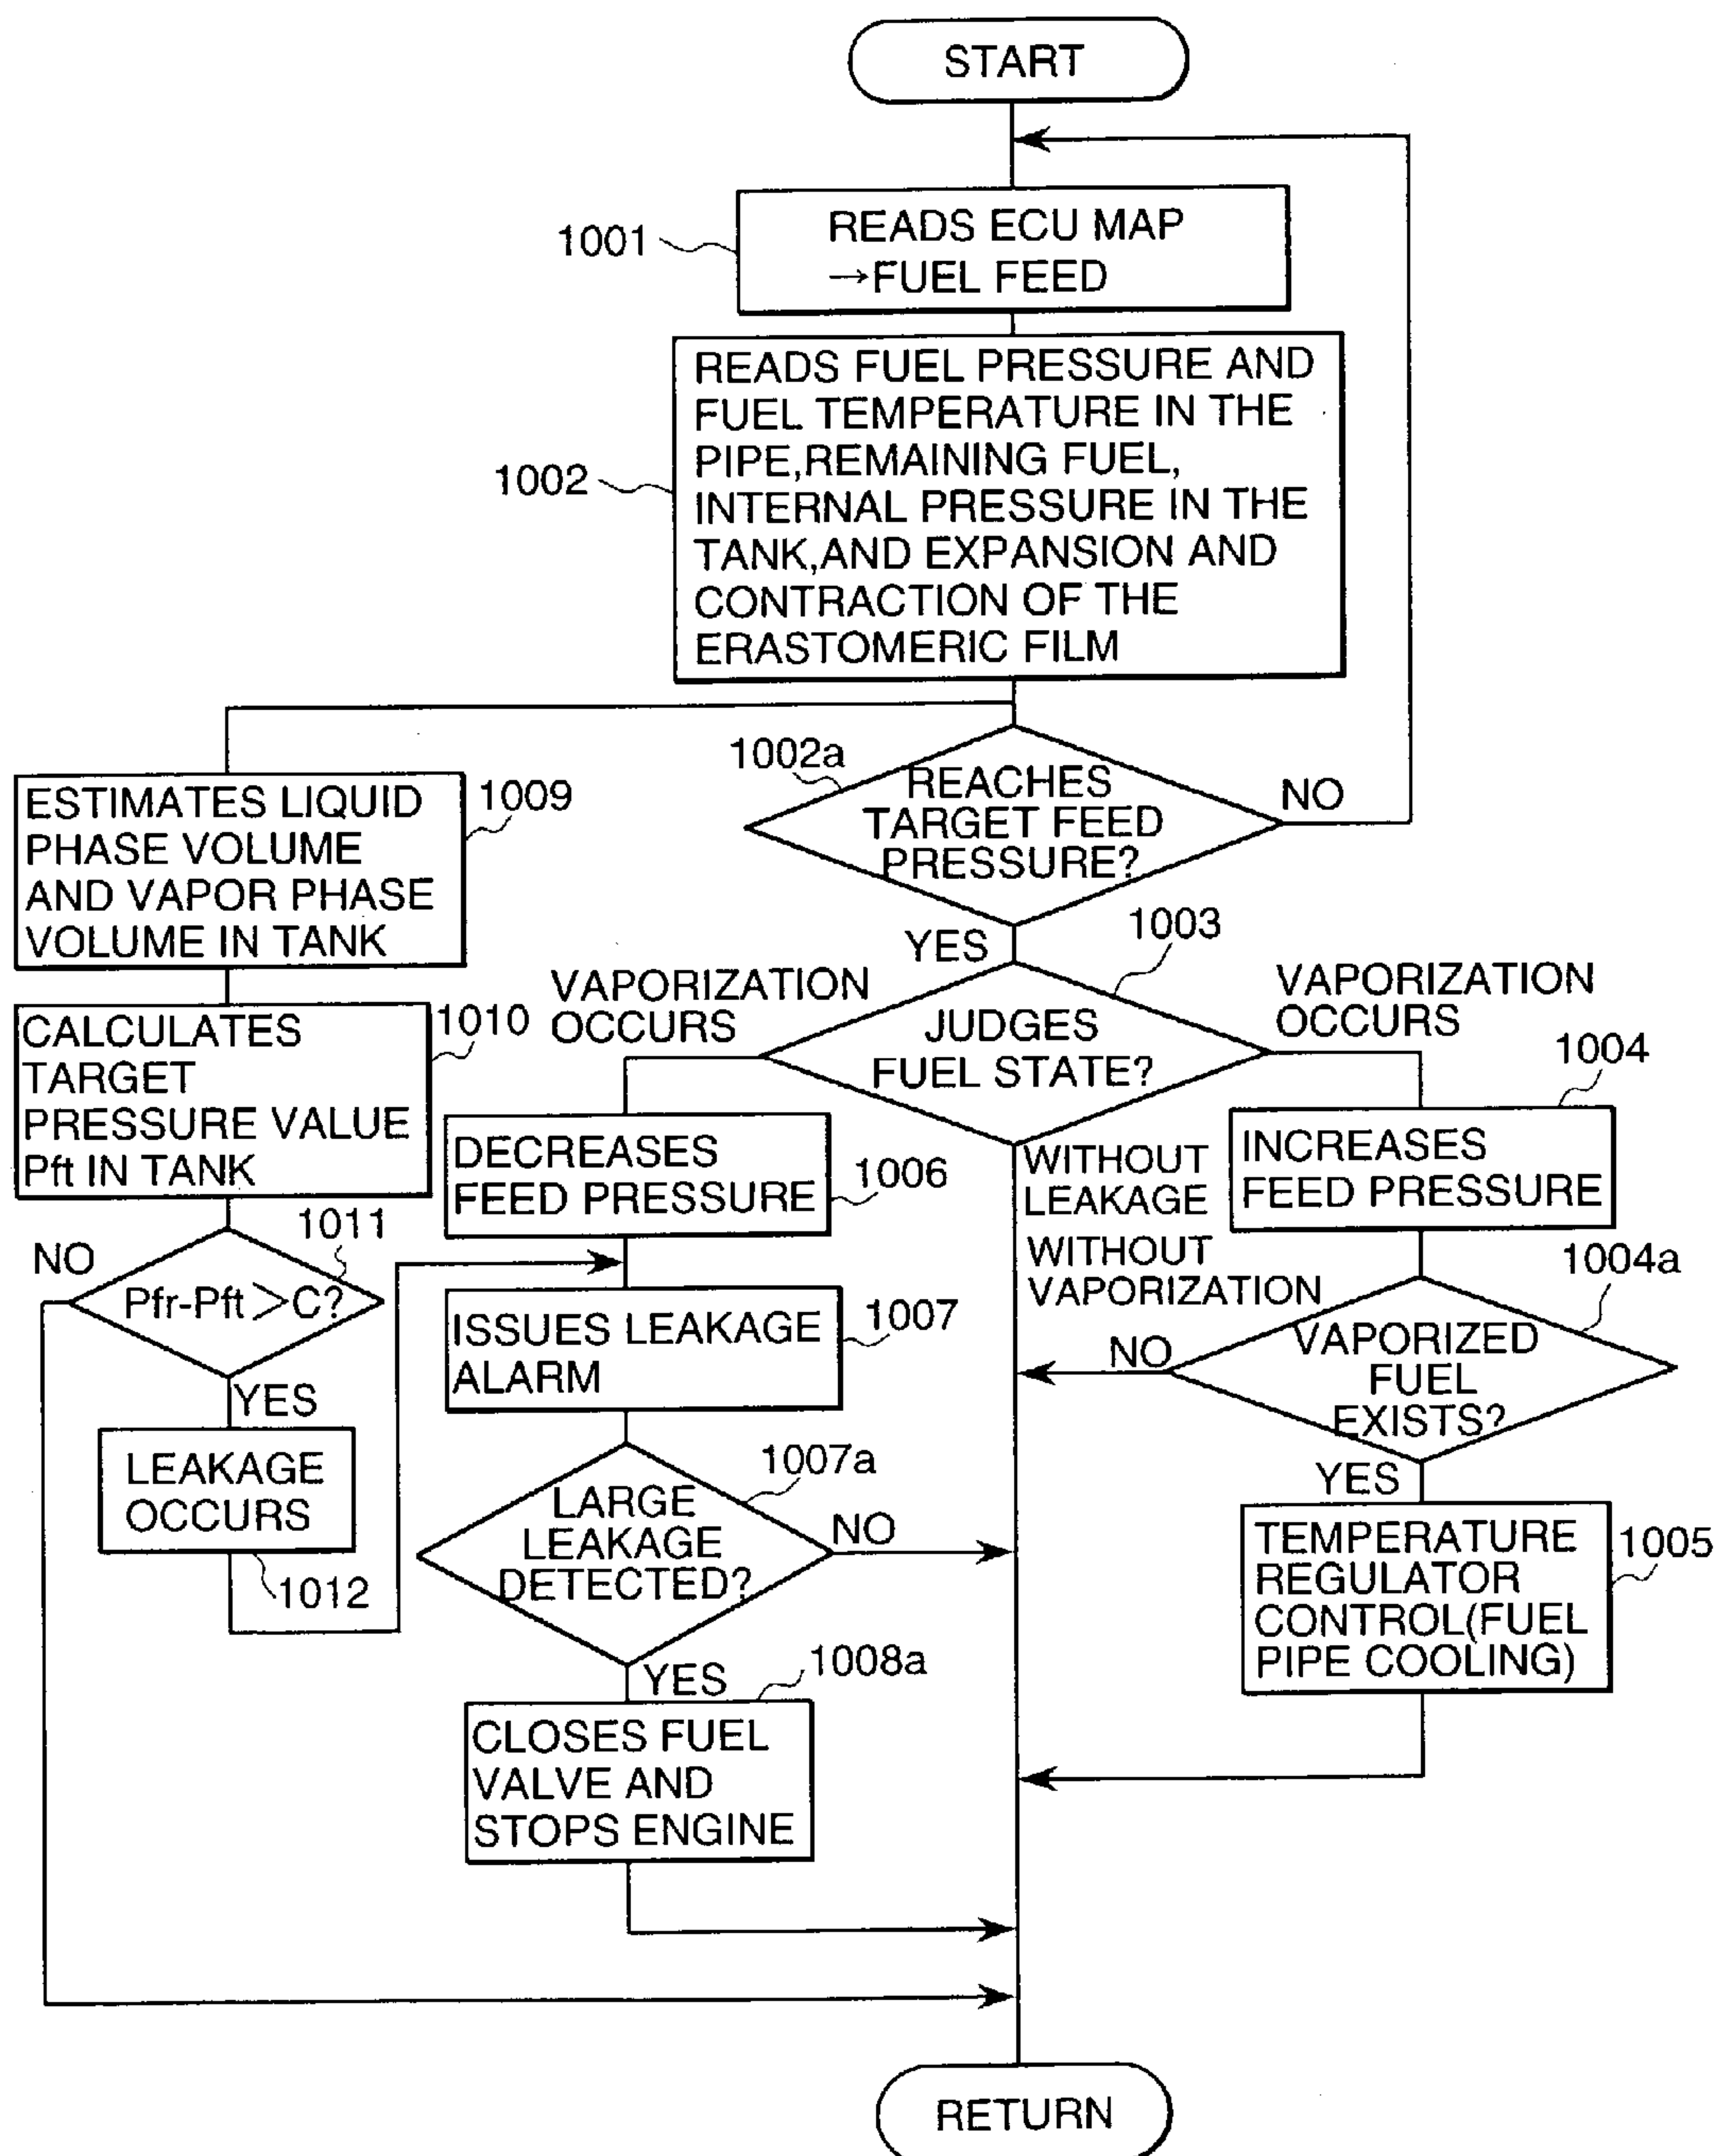 START
1001
READS ECU MAP
→FUEL FEED
1002
READS FUEL PRESSURE AND
FUEL TEMPERATURE IN THE
PIPE,REMAINING FUEL,
INTERNAL PRESSURE IN THE
TANK,AND EXPANSION AND
CONTRACTION OF THE
ERASTOMERIC FILM
1002a
REACHES
TARGET FEED
PRESSURE?
NO
YES
1009
ESTIMATES LIQUID
PHASE VOLUME
AND VAPOR PHASE
VOLUME IN TANK
1010
CALCULATES
TARGET
PRESSURE VALUE
Pft IN TANK
1011
NO
Pfr-Pft>C?
YES
LEAKAGE
OCCURS
1012
1003
JUDGES
FUEL STATE?
VAPORIZATION
OCCURS
DECREASES
FEED PRESSURE
1006
ISSUES LEAKAGE
ALARM
1007
1007a
LARGE
LEAKAGE
DETECTED?
NO
YES
1008a
CLOSES FUEL
VALVE AND
STOPS ENGINE
WITHOUT
LEAKAGE
WITHOUT
VAPORIZATION
VAPORIZATION
OCCURS
1004
INCREASES
FEED PRESSURE
1004a
VAPORIZED
FUEL
EXISTS?
NO
YES
TEMPERATURE
REGULATOR
CONTROL(FUEL
PIPE COOLING)
1005
RETURN